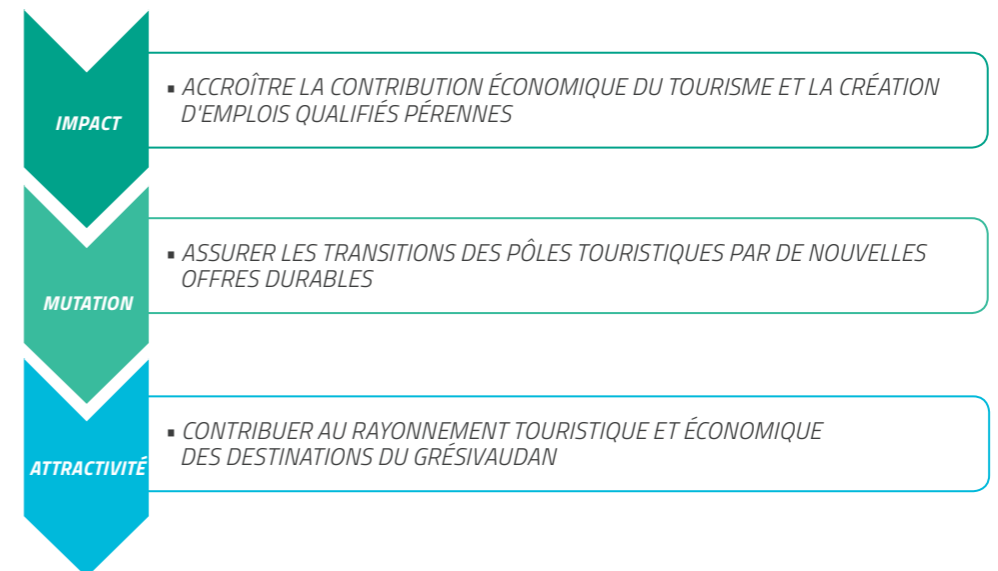 IMPACT
▪ ACCROÎTRE LA CONTRIBUTION ÉCONOMIQUE DU TOURISME ET LA CRÉATION
D'EMPLOIS QUALIFIÉS PÉRENNES
MUTATION
▪ ASSURER LES TRANSITIONS DES PÔLES TOURISTIQUES PAR DE NOUVELLES
OFFRES DURABLES
ATTRACTIVITÉ
▪ CONTRIBUER AU RAYONNEMENT TOURISTIQUE ET ÉCONOMIQUE
DES DESTINATIONS DU GRÉSIVAUDAN